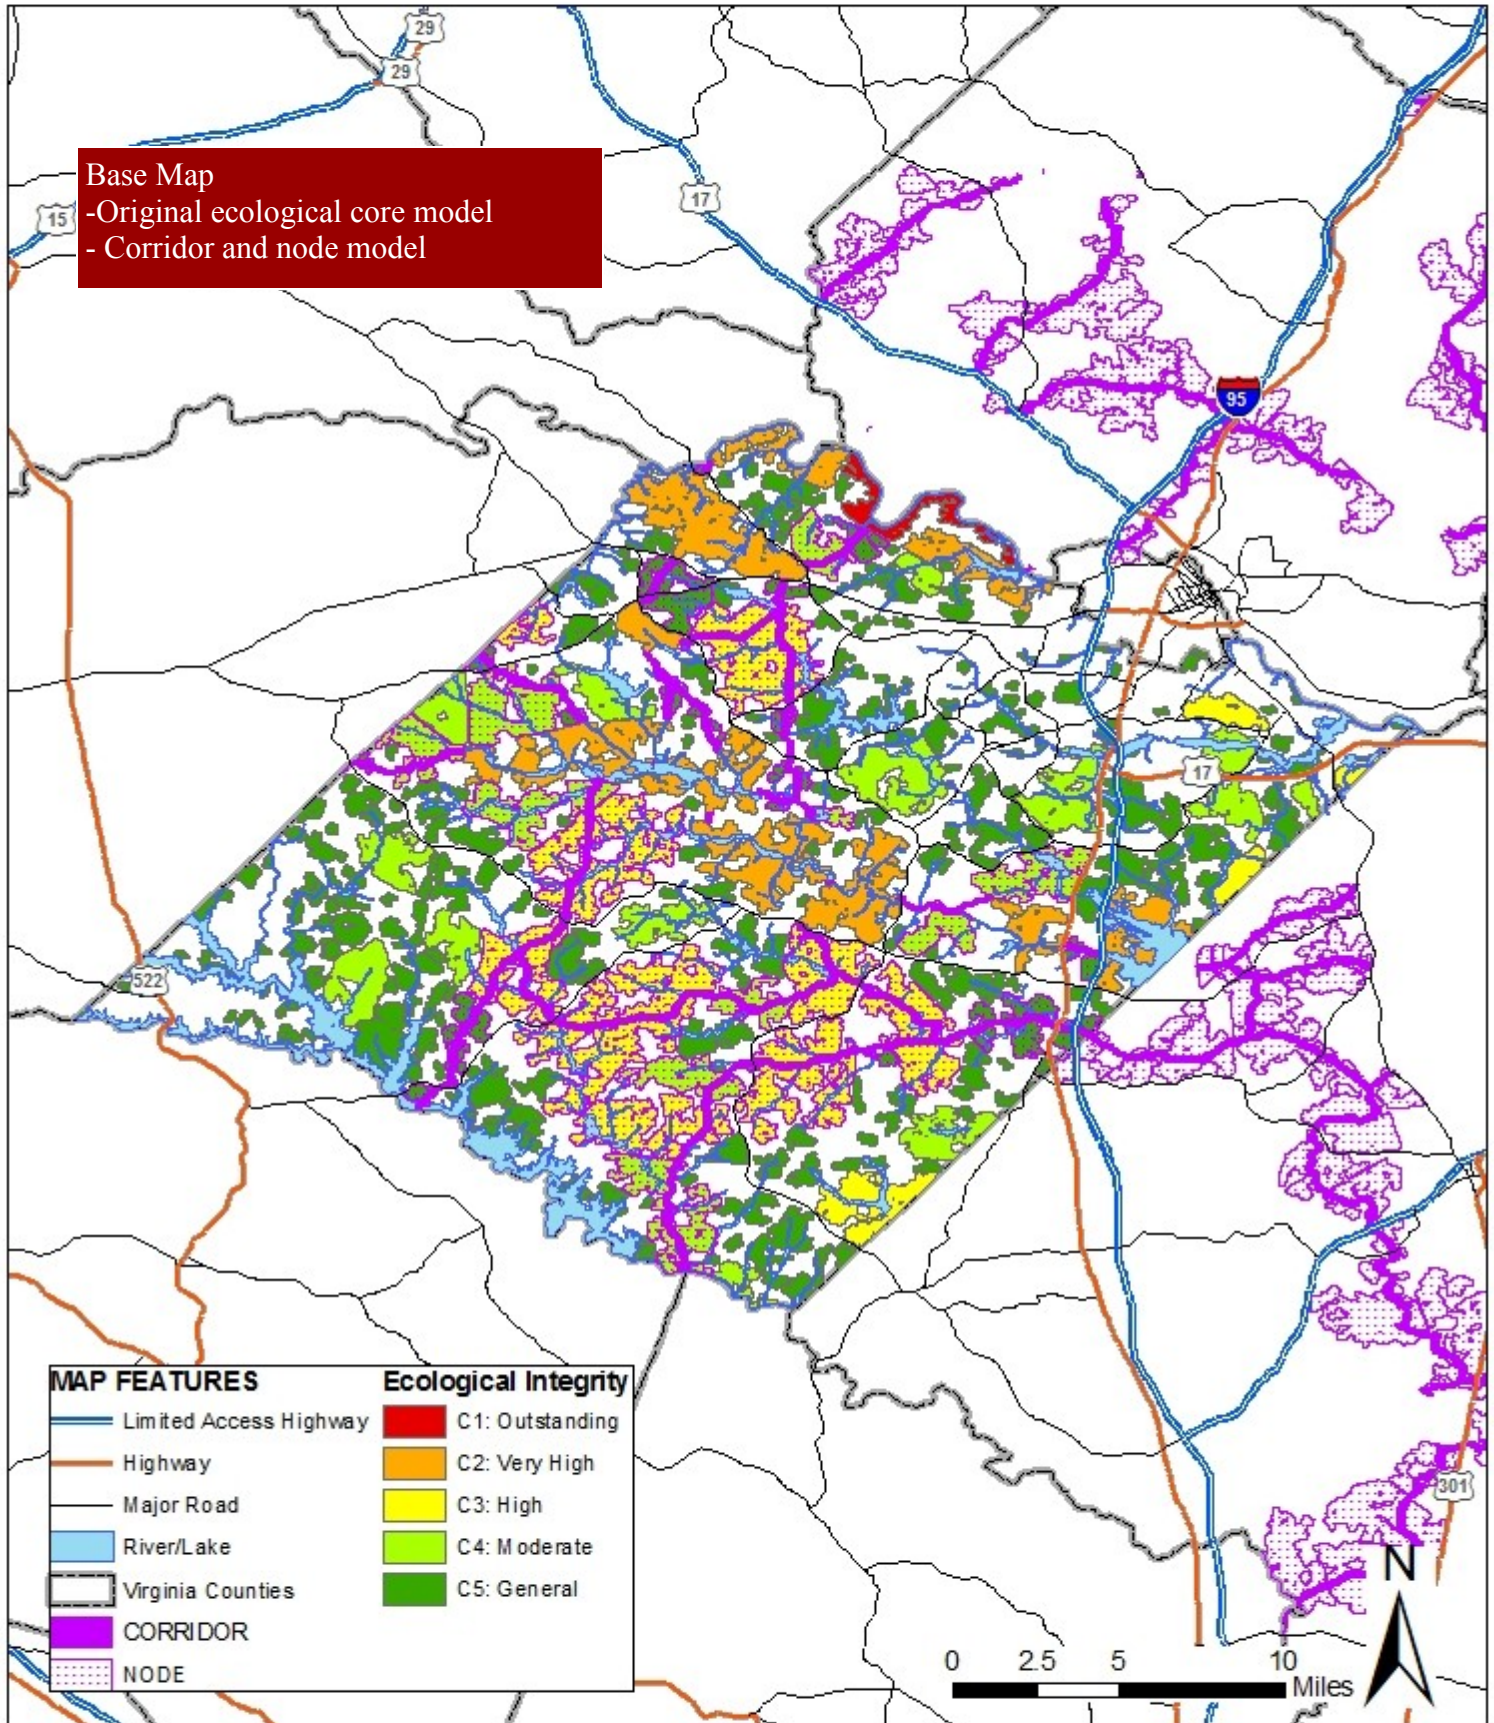 29
29
Base Map
-Original ecological core model
- Corridor and node model
15
17
95
17
522
MAP FEATURES
Limited Access Highway
Highway
Major Road
River/Lake
Virginia Counties
CORRIDOR
NODE
Ecological Integrity
C1: Outstanding
C2: Very High
C3: High
C4: Moderate
C5: General
301
N
0 2.5 5 10
Miles